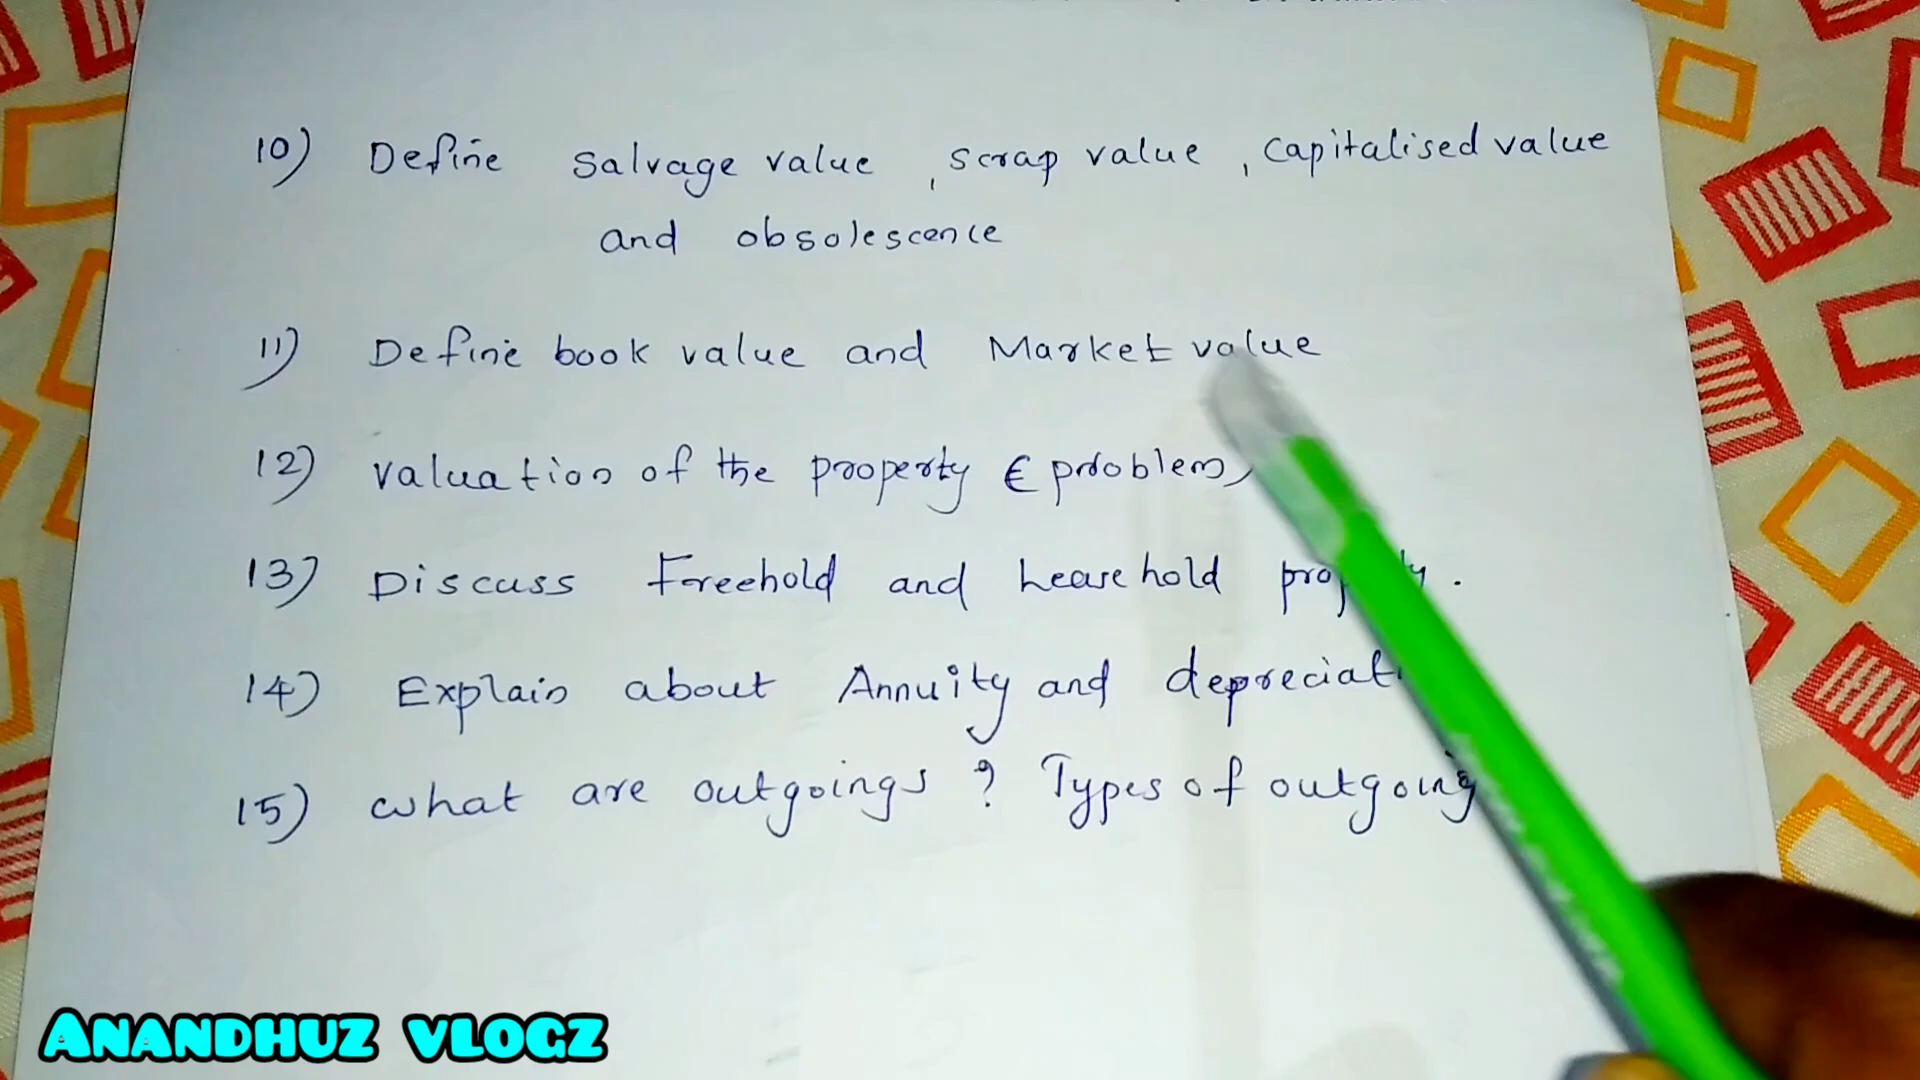 10) Define salvage value , scrap value , capitalised value
and obsolescence
11) Define book value and Market value
12) valuation of the property € problem)
13) Discuss Freehold and Leasehold .
14) Explain about Annuity and
15) what are outgoings ? Types of outgoing
ANANDHUZ VLOGZ